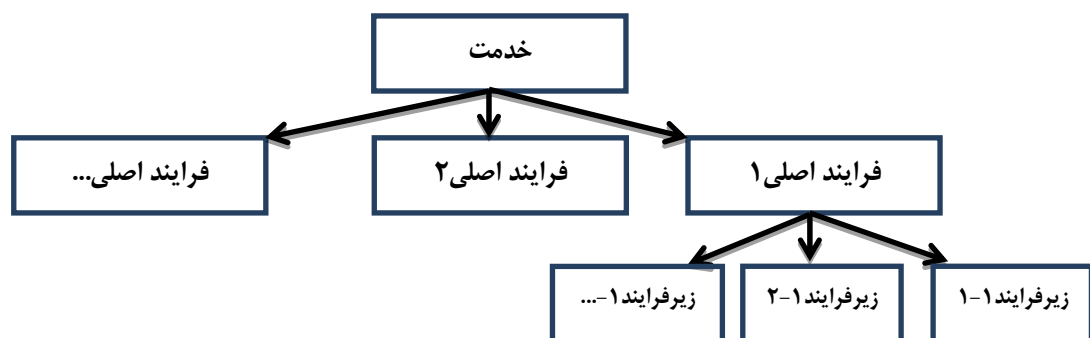 خدمت
فرایند اصلی۱
فرایند اصلی۲
فرایند اصلی...
زیرفرایند۱-۱
زیرفرایند۱-۲
زیرفرایند۱-...